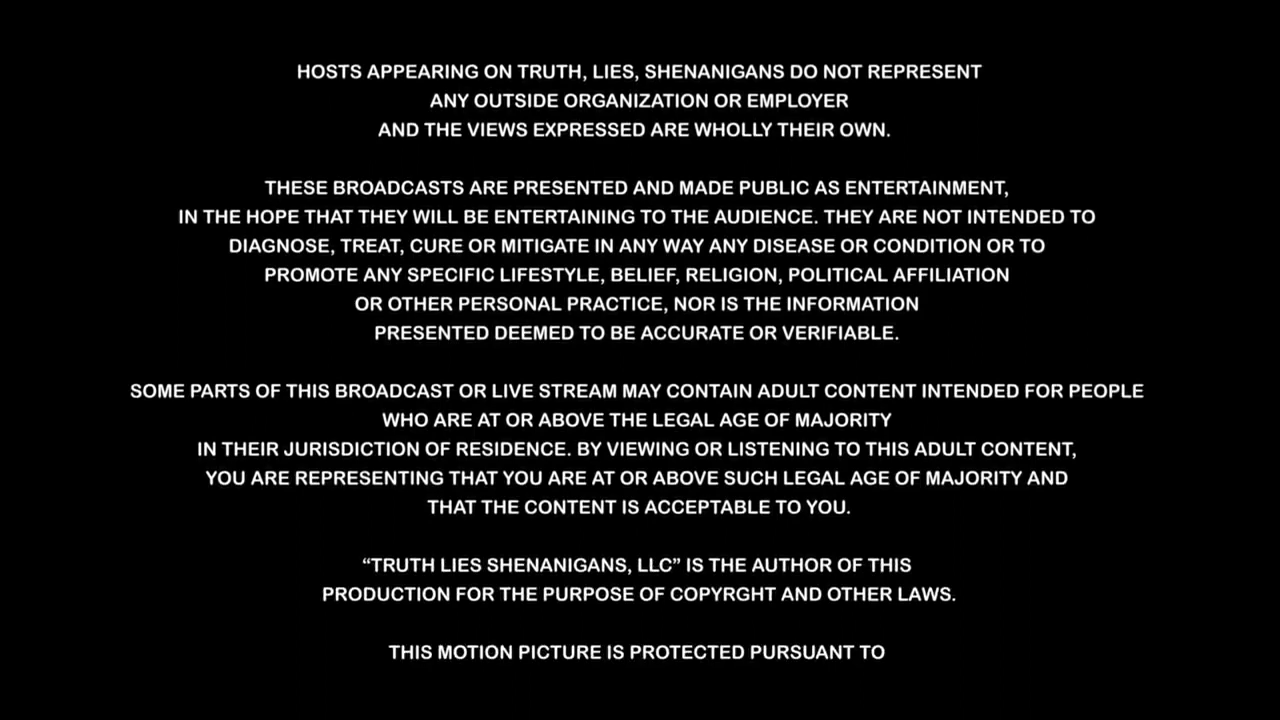 HOSTS APPEARING ON TRUTH, LIES, SHENANIGANS DO NOT REPRESENT
ANY OUTSIDE ORGANIZATION OR EMPLOYER
AND THE VIEWS EXPRESSED ARE WHOLLY THEIR OWN.
THESE BROADCASTS ARE PRESENTED AND MADE PUBLIC AS ENTERTAINMENT,
IN THE HOPE THAT THEY WILL BE ENTERTAINING TO THE AUDIENCE. THEY ARE NOT INTENDED TO
DIAGNOSE, TREAT, CURE OR MITIGATE IN ANY WAY ANY DISEASE OR CONDITION OR TO
PROMOTE ANY SPECIFIC LIFESTYLE, BELIEF, RELIGION, POLITICAL AFFILIATION
OR OTHER PERSONAL PRACTICE, NOR IS THE INFORMATION
PRESENTED DEEMED TO BE ACCURATE OR VERIFIABLE.
SOME PARTS OF THIS BROADCAST OR LIVE STREAM MAY CONTAIN ADULT CONTENT INTENDED FOR PEOPLE
WHO ARE AT OR ABOVE THE LEGAL AGE OF MAJORITY
IN THEIR JURISDICTION OF RESIDENCE. BY VIEWING OR LISTENING TO THIS ADULT CONTENT,
YOU ARE REPRESENTING THAT YOU ARE AT OR ABOVE SUCH LEGAL AGE OF MAJORITY AND
THAT THE CONTENT IS ACCEPTABLE TO YOU.
“TRUTH LIES SHENANIGANS, LLC” IS THE AUTHOR OF THIS
PRODUCTION FOR THE PURPOSE OF COPYRGHT AND OTHER LAWS.
THIS MOTION PICTURE IS PROTECTED PURSUANT TO